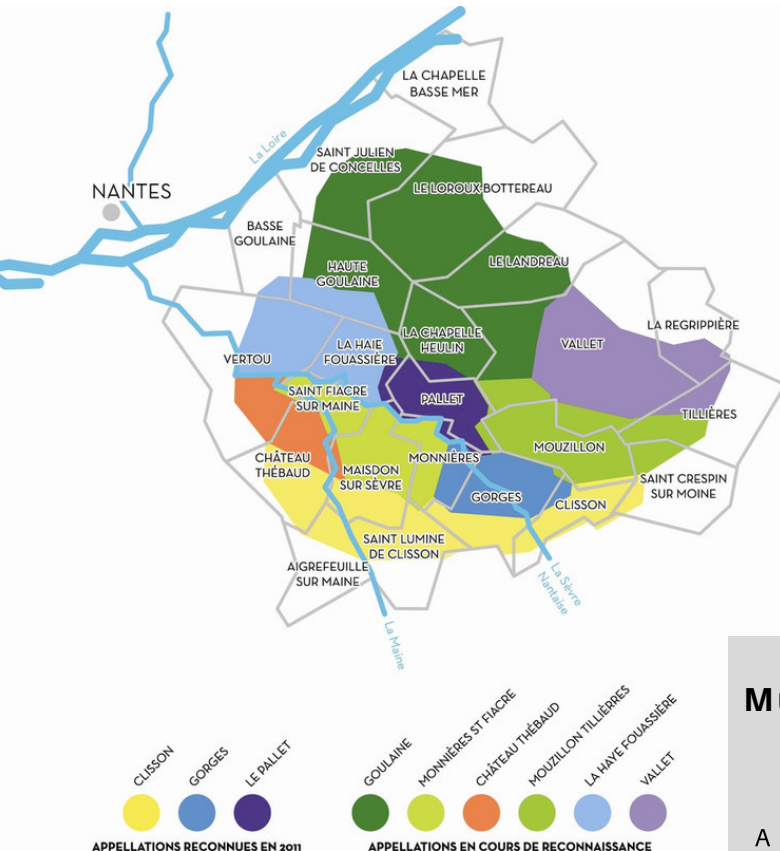 LA CHAPELLE
BASSE MER
La Loire
SAINT JULIEN
DE CONCELLES
NANTES
LE LOROUX-BOTTEREAU
BASSE
GOULAINE
LE LANDREAU
HAUTE
GOULAINE
LA REGRIPPIÈRE
LA CHAPELLE
HEULIN
VALLET
LA HAIE
FOUASSIÈRE
VERTOU
SAINT FIACRE
SUR MAINE
PALLET
TILLIÈRES
MOUZILLON
CHÂTEAU
THÉBAUD
MONNIÈRES
MAISDON
SUR SÈVRE
SAINT CRESPIN
SUR MOINE
GORGES
CLISSON
SAINT LUMINE
DE CLISSON
AIGREFEUILLE
SUR MAINE
La Sèvre
Nantaise
La Maine
CLISSON
GORGES
LE PALLET
GOULAINE
MONNIÈRES ST FIACRE
CHÂTEAU THÉBAUD
MOUZILLON TILLIÈRRES
LA HAYE FOUASSIÈRE
VALLET
APPELLATIONS RECONNUES EN 2011
APPELLATIONS EN COURS DE RECONNAISSANCE
A